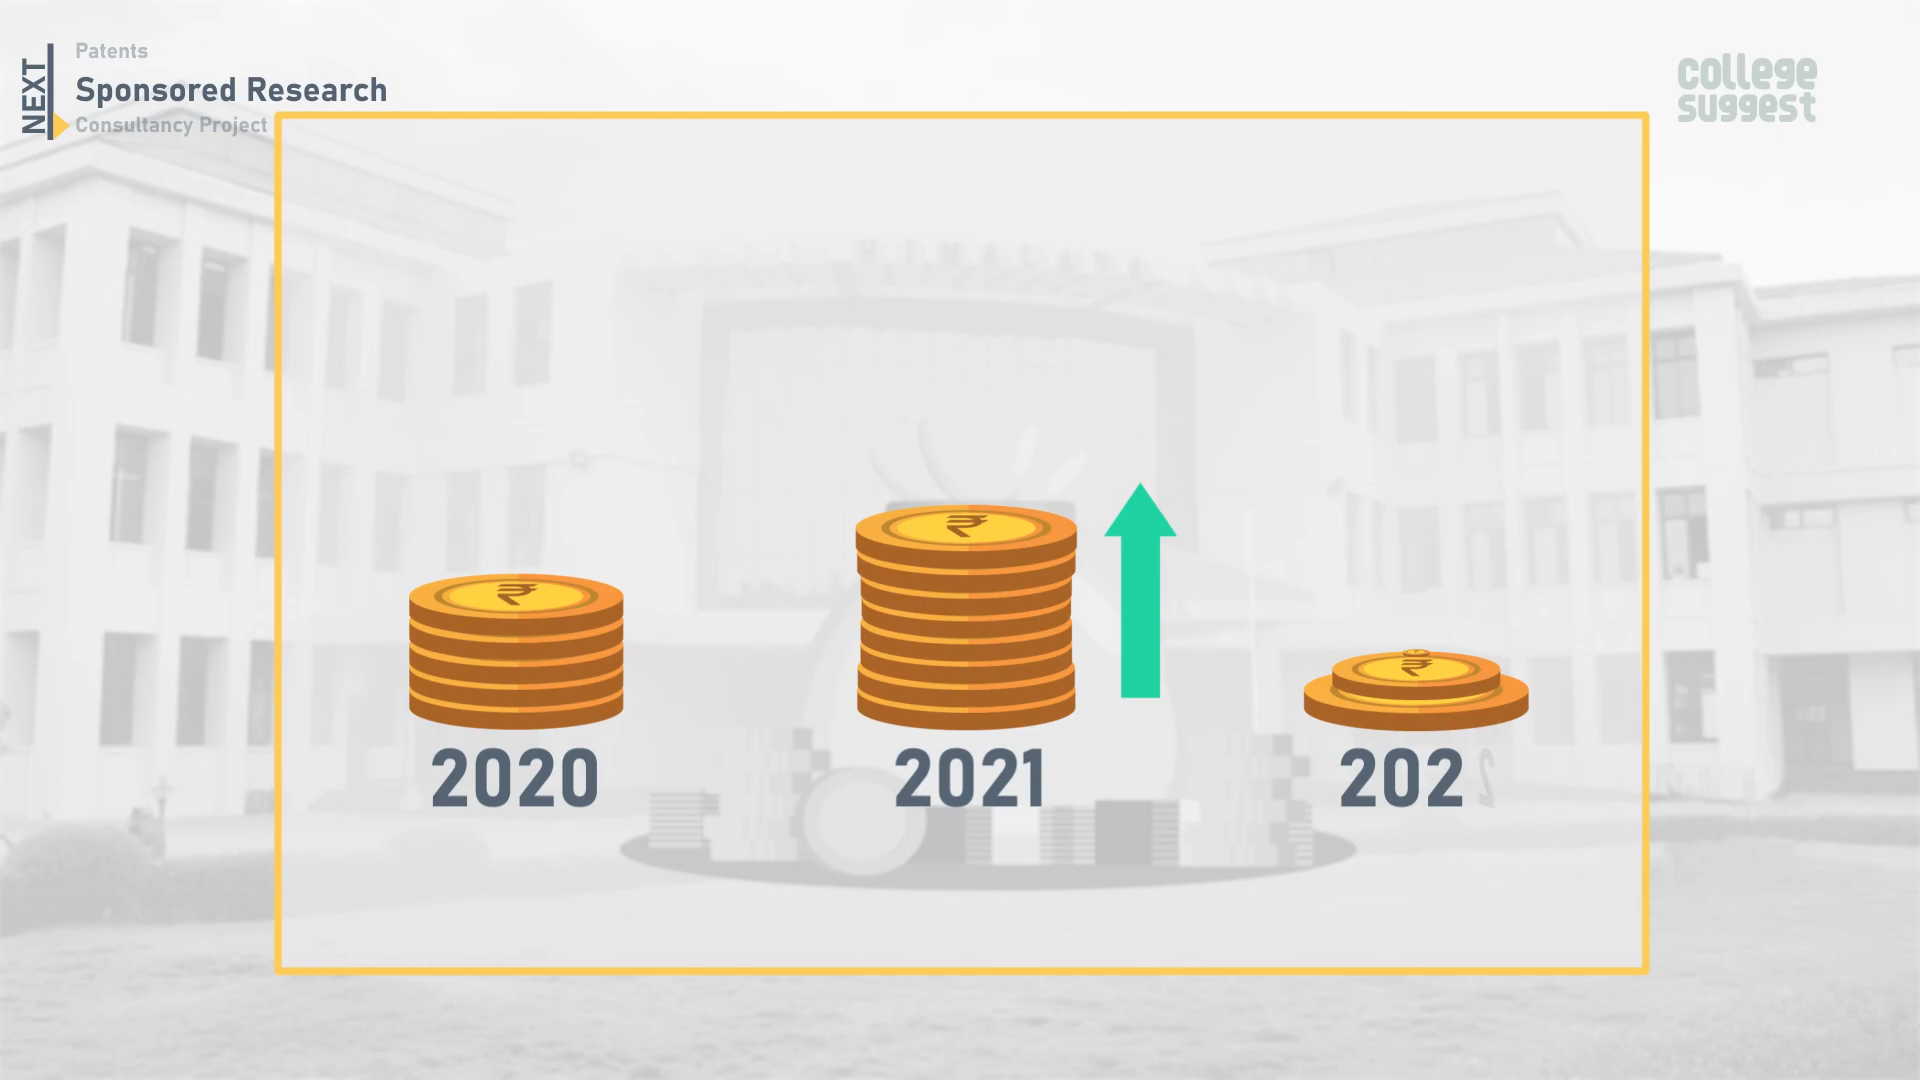 NEXT
Patents
Sponsored Research
Consultancy Project
college
suggest
₹
₹
₹
2020
2021
202